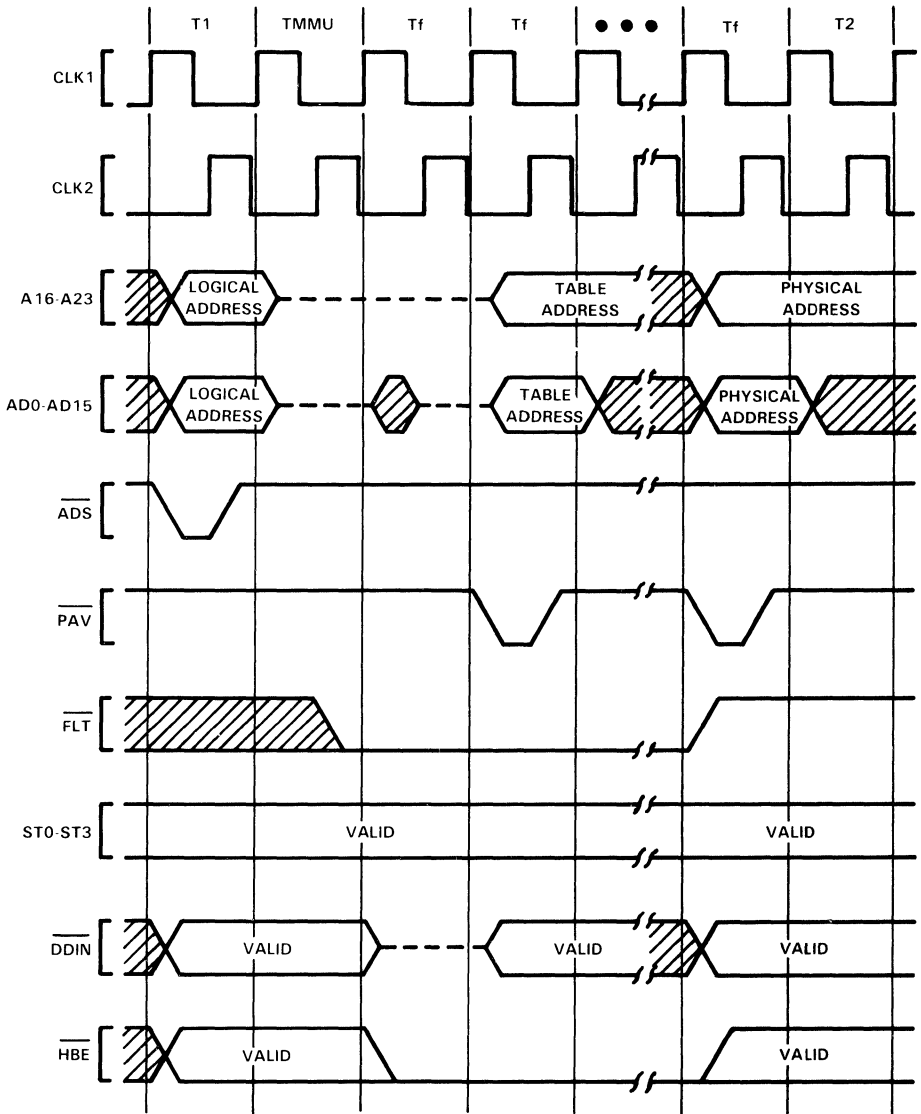 T1 TMMU Tf Tf ● ● ● Tf T2
CLK1
CLK2
A16-A23
LOGICAL
ADDRESS
TABLE
ADDRESS
PHYSICAL
ADDRESS
AD0-AD15
LOGICAL
ADDRESS
TABLE
ADDRESS
PHYSICAL
ADDRESS
ADS
PAV
FLT
ST0-ST3
VALID VALID
DDIN
VALID VALID VALID
HBE
VALID VALID